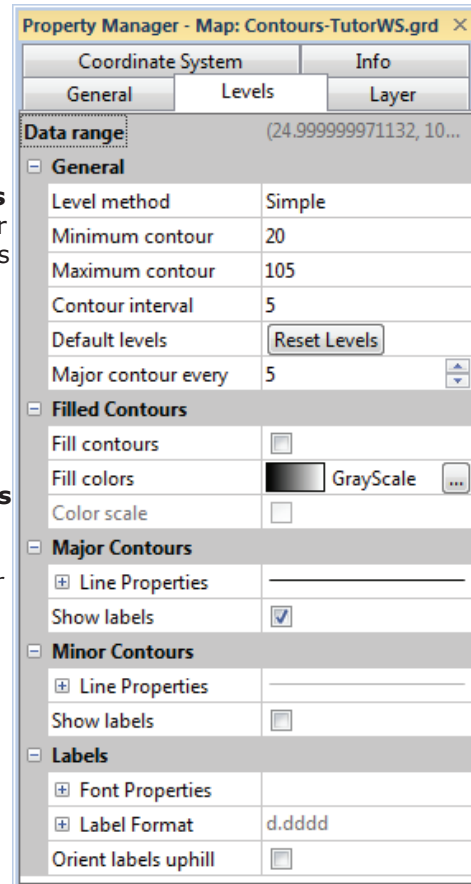 Property Manager - Map: Contours-TutorWS.grd
Coordinate System Info
General Levels Layer
Data range (24.999999971132, 10...
General
Level method Simple
Minimum contour 20
Maximum contour 105
Contour interval 5
Default levels Reset Levels
Major contour every 5
Filled Contours
Fill contours
Fill colors GrayScale ...
Color scale
Major Contours
Line Properties
Show labels
Minor Contours
Line Properties
Show labels
Labels
Font Properties
Label Format d.dddd
Orient labels uphill